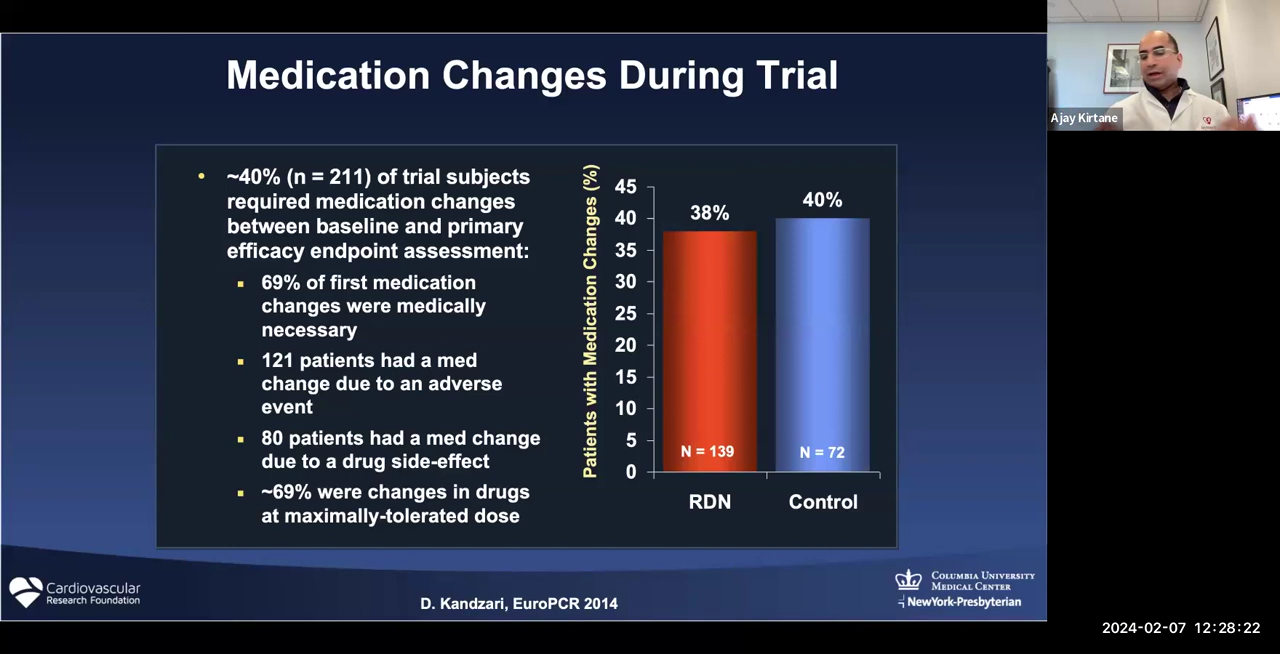 Medication Changes During Trial
Ajay Kirtane
• ~40% (n = 211) of trial subjects
required medication changes
between baseline and primary
efficacy endpoint assessment:
▪ 69% of first medication
changes were medically
necessary
▪ 121 patients had a med
change due to an adverse
event
▪ 80 patients had a med change
due to a drug side-effect
▪ ~69% were changes in drugs
at maximally-tolerated dose
Patients with Medication Changes (%)
45
40
35
30
25
20
15
10
5
0
38%
40%
N = 139
N = 72
RDN
Control
Cardiovascular
Research Foundation
D. Kandzari, EuroPCR 2014
COLUMBIA UNIVERSITY
MEDICAL CENTER
NewYork-Presbyterian
2024-02-07 12:28:22